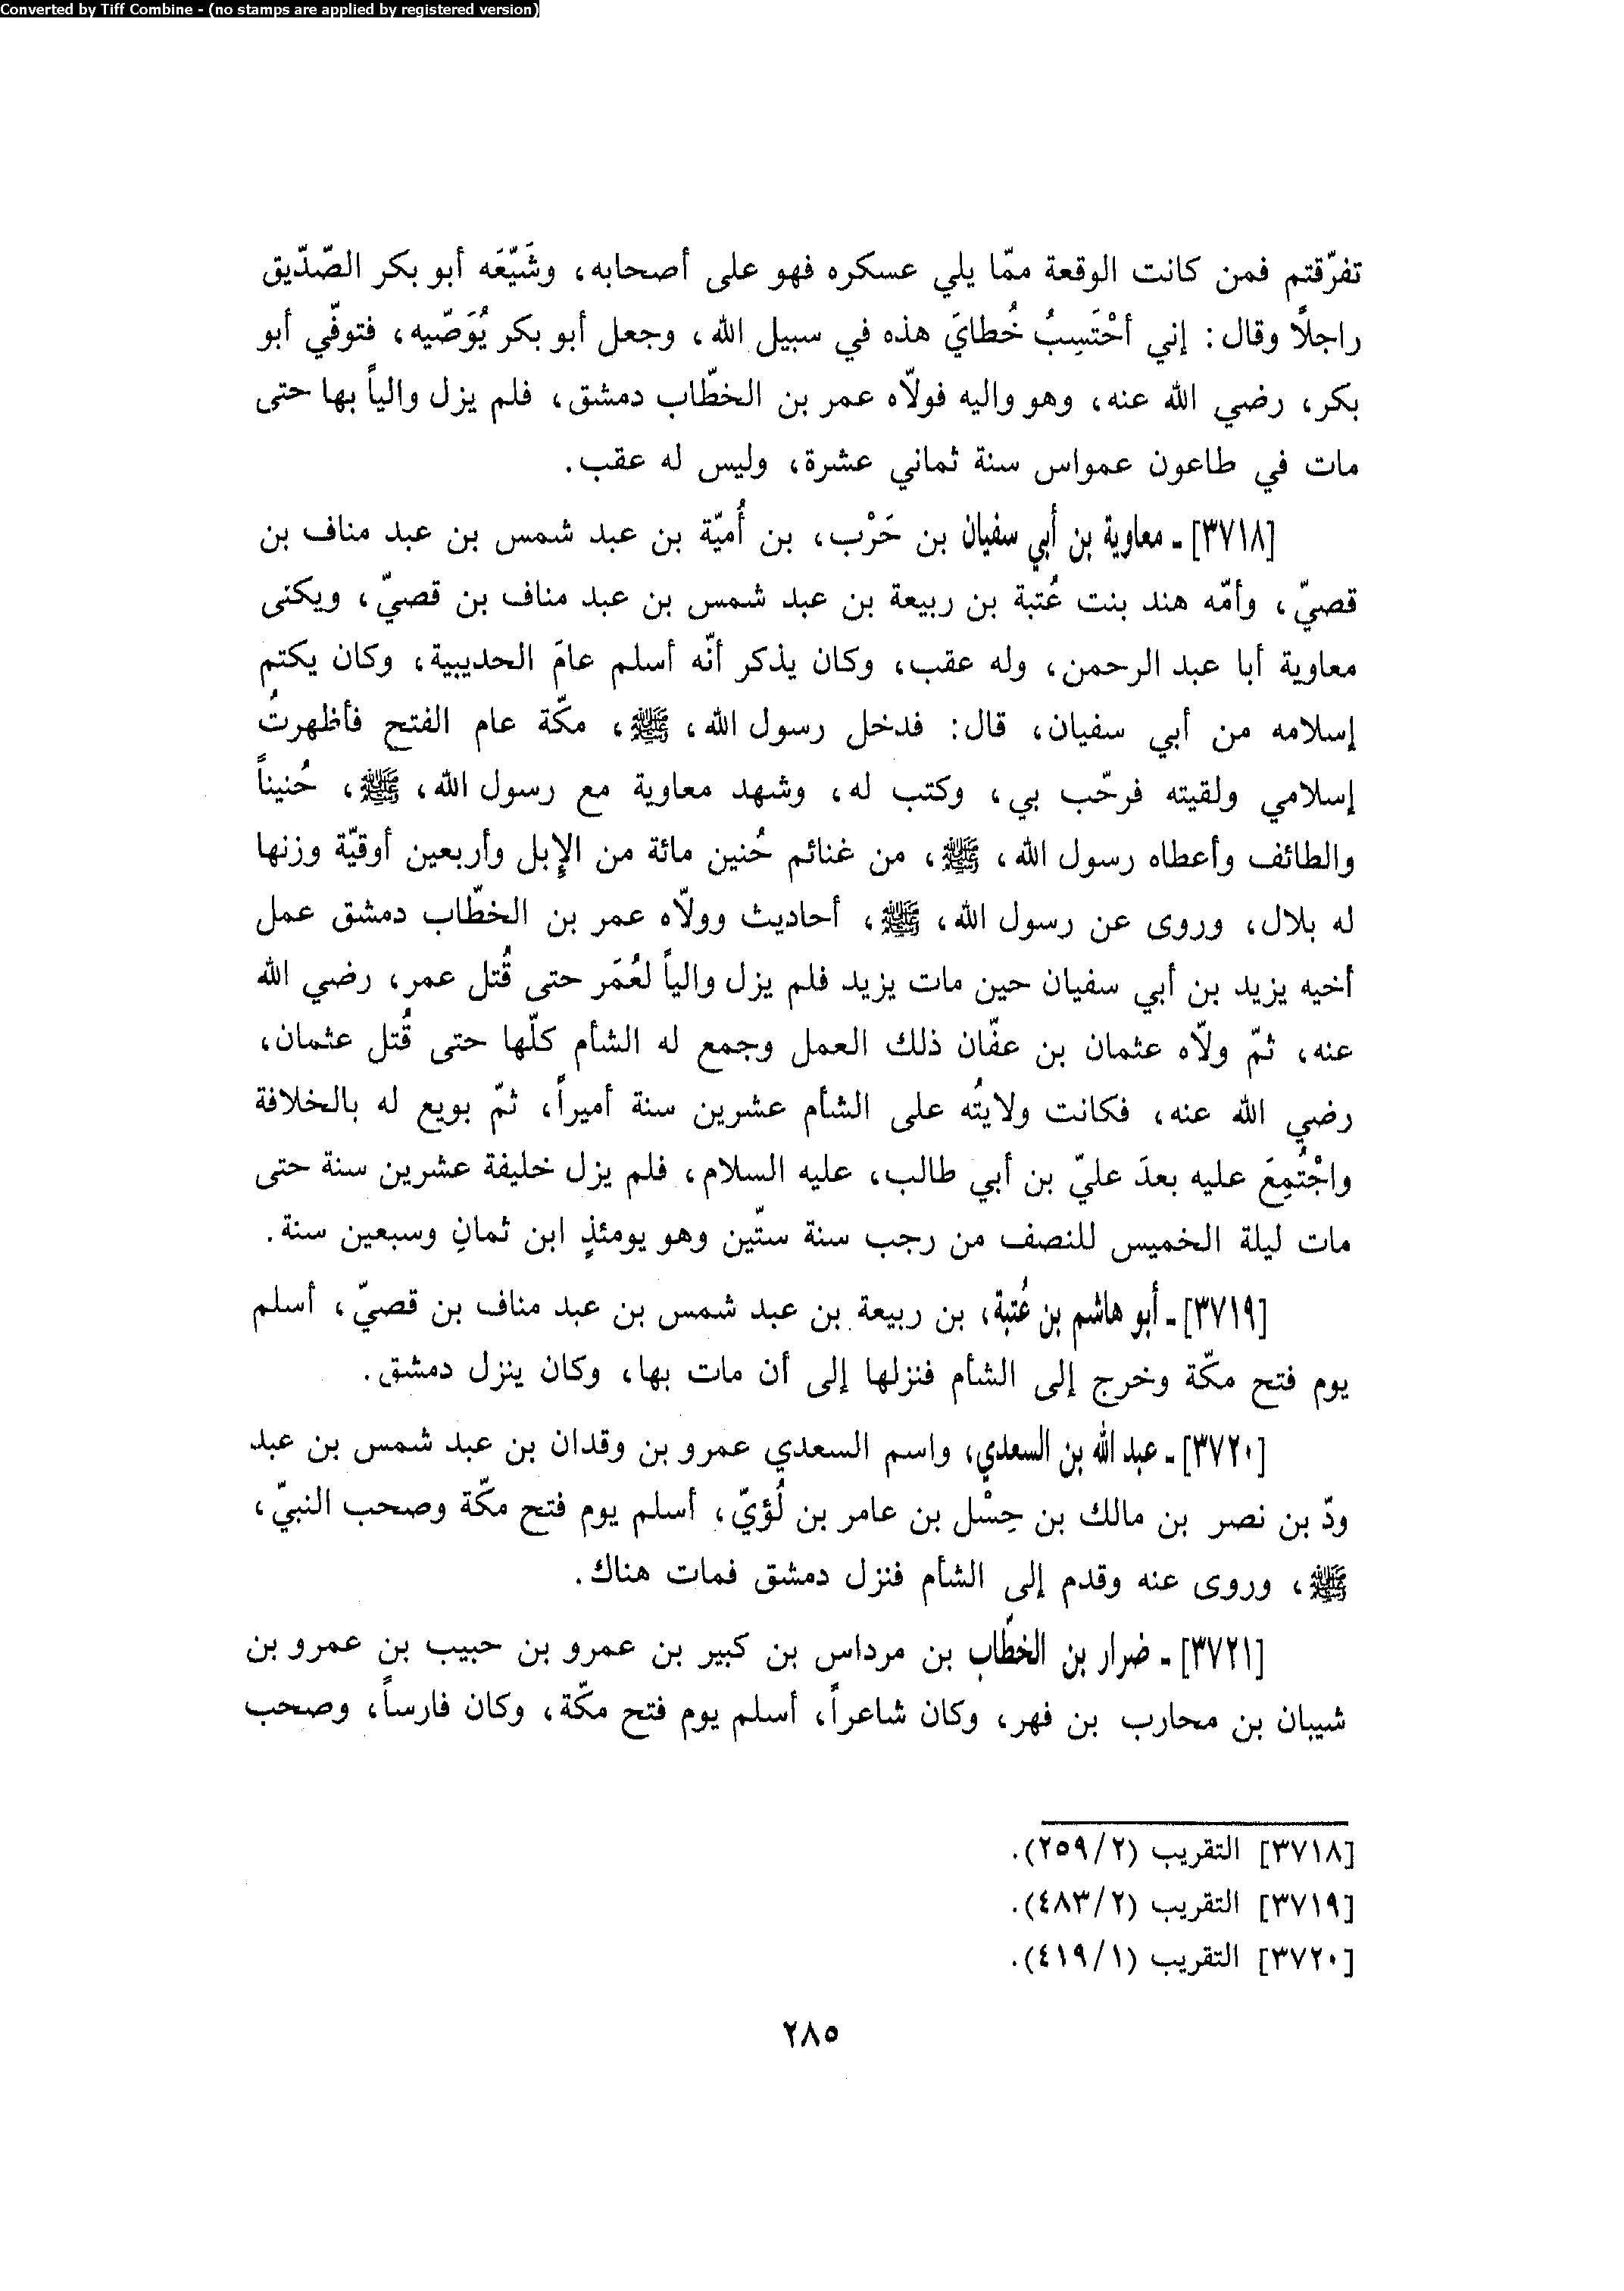 Converted by Tiff Combine - (no stamps are applied by registered version)
تفرّقتم فمن كانت الوقعة ممّا يلي عسكره فهو على أصحابه، وشَيّعَه أبو بكر الصّدّيق
راجلًا وقال: إني أحْتَسِبُ خُطايَ هذه في سبيل الله، وجعل أبو بكر يُوَصّيه، فتوفّي أبو
بكر، رضي الله عنه، وهو واليه فولّاه عمر بن الخطّاب دمشق، فلم يزل والياً بها حتى
مات في طاعون عمواس سنة ثماني عشرة، وليس له عقب.
[٣٧١٨] ـ معاوية بن أبي سفيان بن حَرْب، بن أُميّة بن عبد شمس بن عبد مناف بن
قصيّ، وأمّه هند بنت عُتبة بن ربيعة بن عبد شمس بن عبد مناف بن قصيّ، ويكنى
معاوية أبا عبد الرحمن، وله عقب، وكان يذكر أنّه أسلم عامَ الحديبية، وكان يكتم
إسلامه من أبي سفيان، قال: فدخل رسول الله، ﷺ، مكّة عام الفتح فأظهرتُ
إسلامي ولقيته فرحّب بي، وكتب له، وشهد معاوية مع رسول الله، ﷺ، حُنيناً
والطائف وأعطاه رسول الله، ﷺ، من غنائم حُنين مائة من الإبل وأربعين أوقيّة وزنها
له بلال، وروى عن رسول الله، ﷺ، أحاديث وولّاه عمر بن الخطّاب دمشق عمل
أخيه يزيد بن أبي سفيان حين مات يزيد فلم يزل والياً لعُمَر حتى قُتل عمر، رضي الله
عنه، ثمّ ولّاه عثمان بن عفّان ذلك العمل وجمع له الشأم كلّها حتى قُتل عثمان،
رضي الله عنه، فكانت ولايتُه على الشأم عشرين سنة أميراً، ثمّ بويع له بالخلافة
واجْتُمِعَ عليه بعدَ عليّ بن أبي طالب، عليه السلام، فلم يزل خليفة عشرين سنة حتى
مات ليلة الخميس للنصف من رجب سنة ستّين وهو يومئذٍ ابن ثمانِ وسبعين سنة.
[٣٧١٩] ـ أبو هاشم بن عُتبة، بن ربيعة بن عبد شمس بن عبد مناف بن قصيّ، أسلم
يوم فتح مكّة وخرج إلى الشأم فنزلها إلى أن مات بها، وكان ينزل دمشق.
[٣٧٢٠] ـ عبد الله بن السعدي، واسم السعدي عمرو بن وقدان بن عبد شمس بن عبد
ودّ بن نصر بن مالك بن حِسْل بن عامر بن لُؤيّ، أسلم يوم فتح مكّة وصحب النبيّ،
ﷺ، وروى عنه وقدم إلى الشأم فنزل دمشق فمات هناك.
[٣٧٢١] ـ ضرار بن الخطّاب بن مرداس بن كبير بن عمرو بن حبيب بن عمرو بن
شيبان بن محارب بن فهر، وكان شاعراً، أسلم يوم فتح مكّة، وكان فارساً، وصحب
[٣٧١٨] التقريب (٢/٢٥٩).
[٣٧١٩] التقريب (٢/٤٨٣).
[٣٧٢٠] التقريب (١/٤١٩).
٢٨٥